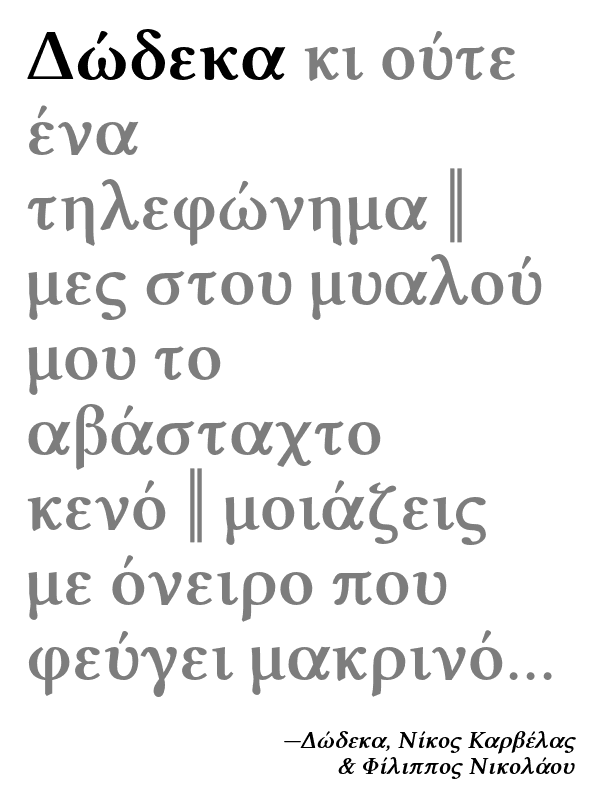 Δώδεκα κι ούτε
ένα
τηλεφώνημα ‖
μες στου μυαλού
μου το
αβάσταχτο
κενό ‖ μοιάζεις
με όνειρο που
φεύγει μακρινό...
—Δώδεκα, Νίκος Καρβέλας
& Φίλιππος Νικολάου